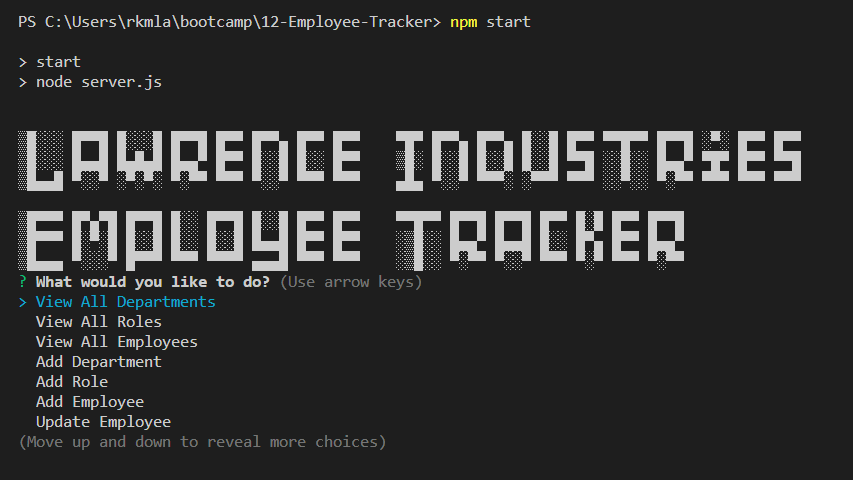 PS C:\Users\rkmla\bootcamp\12-Employee-Tracker> npm start
> start
> node server.js
LAWRENCE INDUSTRiES
EMPLOYEE TRACKER
? What would you like to do? (Use arrow keys)
> View All Departments
View All Roles
View All Employees
Add Department
Add Role
Add Employee
Update Employee
(Move up and down to reveal more choices)